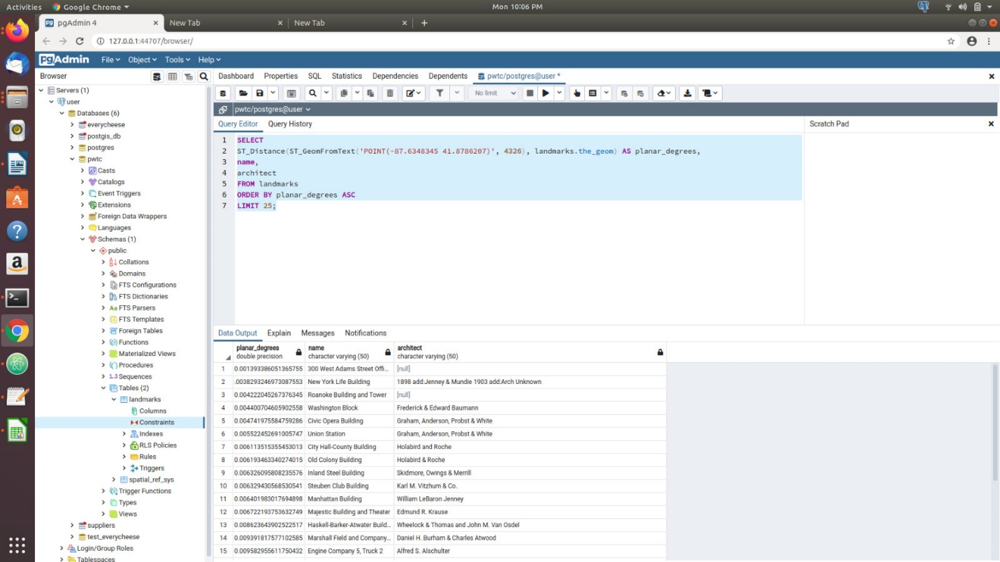 Activities Google Chrome Mon 10:06 PM
pgAdmin 4 × New Tab × New Tab × +
127.0.0.1:44707/browser/
pgAdmin File Object Tools Help
Browser Dashboard Properties SQL Statistics Dependencies Dependents pwtc/postgres@user *
Servers (1)
No limit
user
pwtc/postgres@user
Databases (6)
everycheese
Query Editor Query History Scratch Pad
postgis_db
1 SELECT
postgres
2 ST_Distance(ST_GeomFromText('POINT(-87.6348345 41.8786207)', 4326), landmarks.the_geom) AS planar_degrees,
pwtc
3 name,
Casts
4 architect
Catalogs
5 FROM landmarks
Event Triggers
6 ORDER BY planar_degrees ASC
Extensions
7 LIMIT 25;
Foreign Data Wrappers
Languages
Schemas (1)
public
Collations
Domains
FTS Configurations
FTS Dictionaries
FTS Parsers
FTS Templates
Foreign Tables
Functions
Materialized Views
Procedures
1..3 Sequences
Tables (2)
landmarks
Columns
Constraints
Indexes
RLS Policies
Rules
Triggers
spatial_ref_sys
Trigger Functions
Types
Views
suppliers
test_everycheese
Login/Group Roles
Tablespaces
Data Output Explain Messages Notifications
planar_degrees name architect
double precision character varying (50) character varying (50)
1 0.001393386051365755 300 West Adams Street Offi... [null]
2 .0038293246973087553 New York Life Building 1898 add:Jenney & Mundie 1903 add:Arch Unknown
3 0.004222045267376345 Roanoke Building and Tower [null]
4 0.004400704605902558 Washington Block Frederick & Edward Baumann
5 0.004741975584759286 Civic Opera Building Graham, Anderson, Probst & White
6 0.005522452691005747 Union Station Graham, Anderson, Probst & White
7 0.006113515355453013 City Hall-County Building Holabird and Roche
8 0.006193463340274015 Old Colony Building Holabird & Roche
9 0.006326095808235576 Inland Steel Building Skidmore, Owings & Merrill
10 0.006329430568530541 Steuben Club Building Karl M. Vitzhum & Co.
11 0.006401983017694898 Manhattan Building William LeBaron Jenney
12 0.006722193753632749 Majestic Building and Theater Edmund R. Krause
13 0.008623643902522517 Haskell-Barker-Atwater Build... Wheelock & Thomas and John M. Van Osdel
14 0.009391817577102585 Marshall Field and Company... Daniel H. Burham & Charles Atwood
15 0.009582955611750432 Engine Company 5, Truck 2 Alfred S. Alschulter